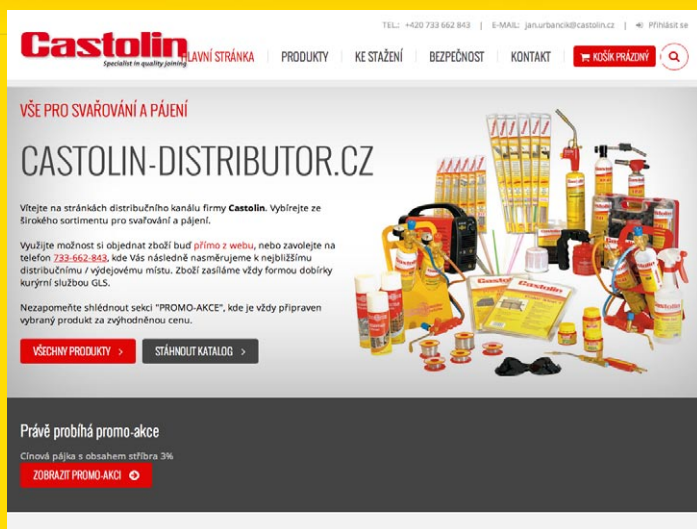 TEL.: +420 733 662 843 | E-MAIL: jan.urbancik@castolin.cz | Přihlásit se
Castolin
Specialist in quality joining
HLAVNÍ STRÁNKA PRODUKTY KE STAŽENÍ BEZPEČNOST KONTAKT KOŠÍK PRÁZDNÝ
VŠE PRO SVAŘOVÁNÍ A PÁJENÍ
CASTOLIN-DISTRIBUTOR.CZ
Vítejte na stránkách distribučního kanálu firmy Castolin. Vybírejte ze
širokého sortimentu pro svařování a pájení.
Využijte možnost si objednat zboží buď přímo z webu, nebo zavolejte na
telefon 733-662-843, kde Vás následně nasměrujeme k nejbližšímu
distribučnímu / výdejovému místu. Zboží zasíláme vždy formou dobírky
kurýrní službou GLS.
Nezapomeňte shlédnout sekci "PROMO-AKCE", kde je vždy připraven
vybraný produkt za zvýhodněnou cenu.
VŠECHNY PRODUKTY > STÁHNOUT KATALOG >
Castolin Castolin
Právě probíhá promo-akce
Cínová pájka s obsahem stříbra 3%
ZOBRAZIT PROMO-AKCI